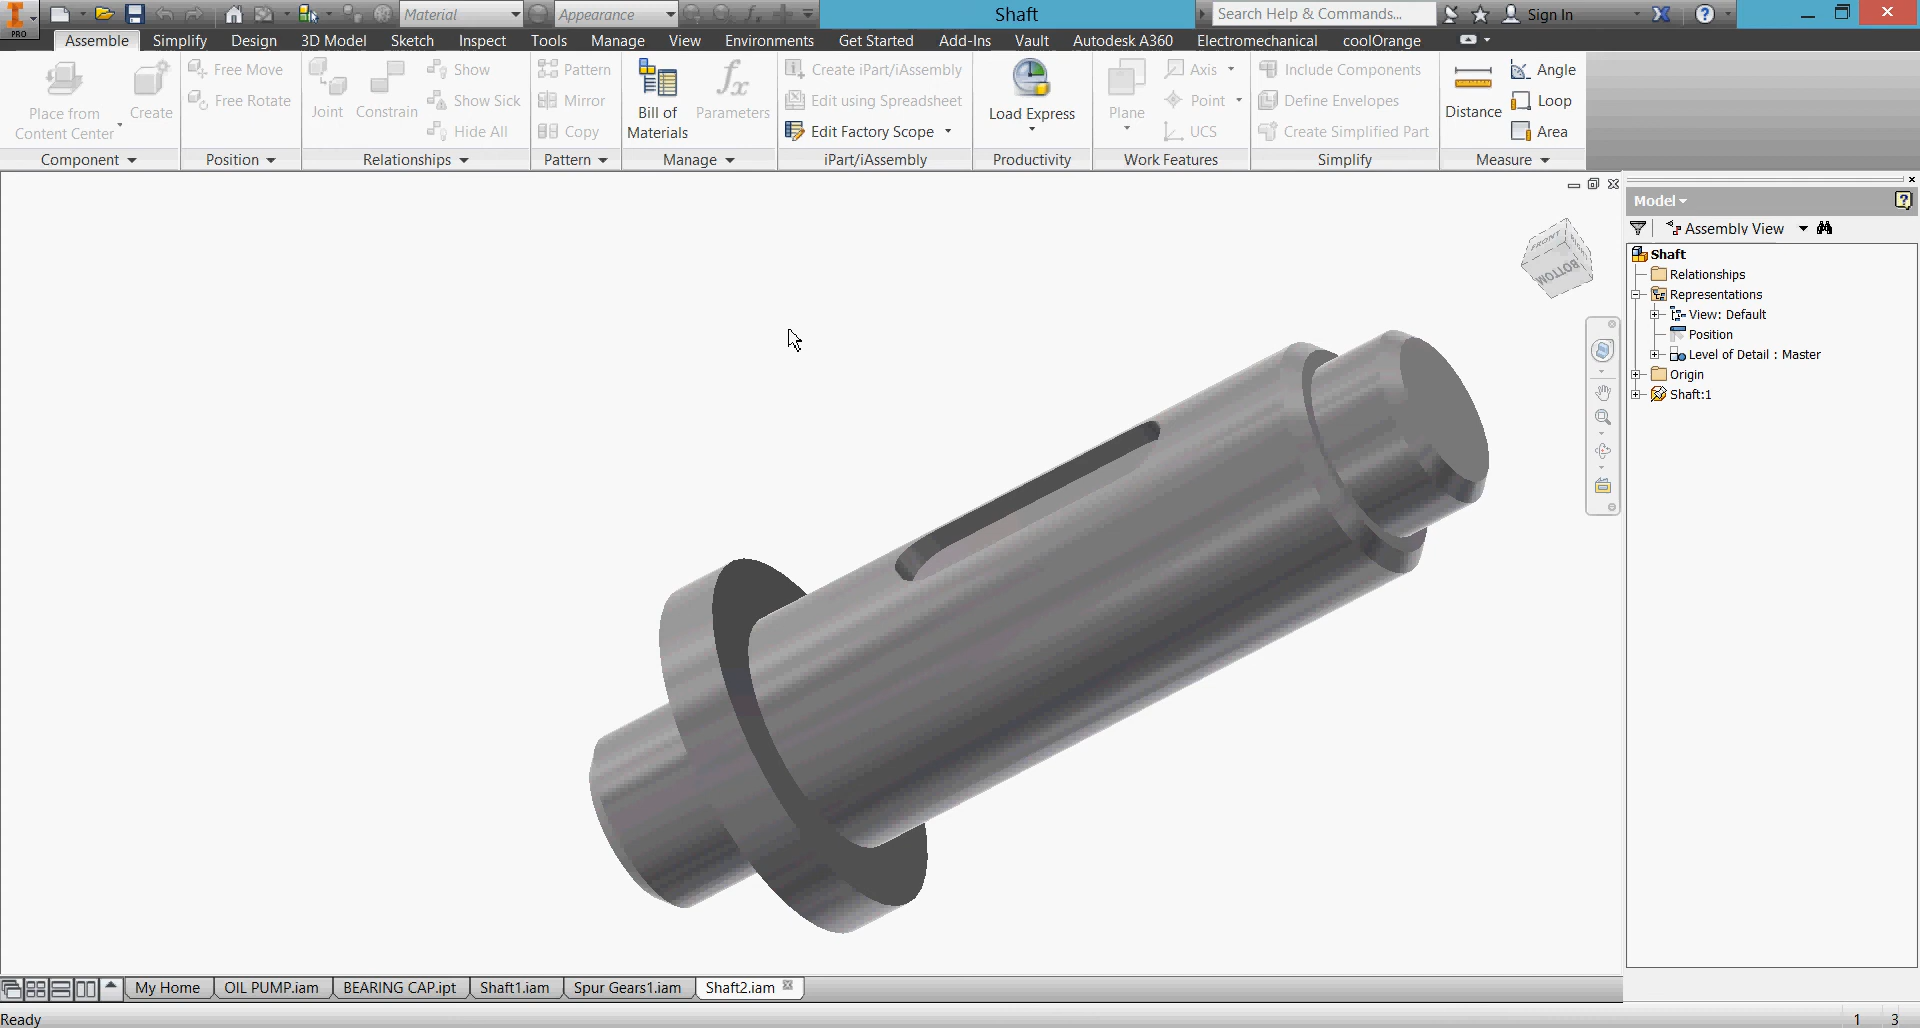 PRO
Material
Appearance
Shaft
Search Help & Commands...
Sign In
Assemble Simplify Design 3D Model Sketch Inspect Tools Manage View Environments Get Started Add-Ins Vault Autodesk A360 Electromechanical coolOrange
Place from
Content Center
Create
Component
Free Move
Free Rotate
Position
Joint
Constrain
Show
Show Sick
Hide All
Relationships
Pattern
Mirror
Copy
Pattern
Bill of
Materials
fx
Parameters
Manage
Create iPart/iAssembly
Edit using Spreadsheet
Edit Factory Scope
iPart/iAssembly
Load Express
Productivity
Plane
Axis
Point
UCS
Work Features
Include Components
Define Envelopes
Create Simplified Part
Simplify
Distance
Angle
Loop
Area
Measure
FRONT
BOTTOM
Model
Assembly View
Shaft
Relationships
Representations
View: Default
Position
Level of Detail : Master
Origin
Shaft:1
My Home OIL PUMP.iam BEARING CAP.ipt Shaft1.iam Spur Gears1.iam Shaft2.iam
Ready
1 3